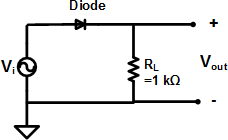 Diode
+
Vi
RL
=1 kΩ
Vout
-